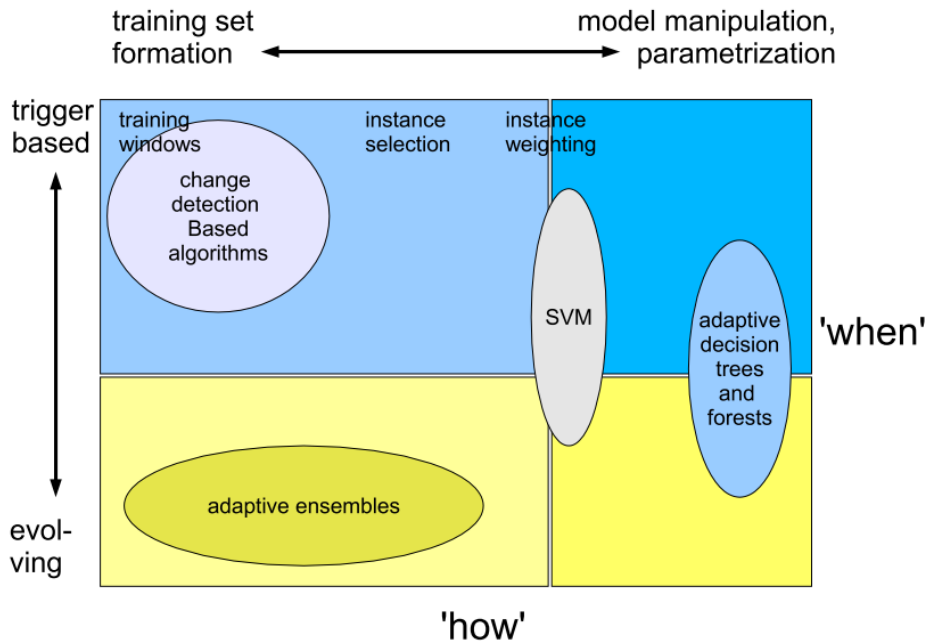 training set
formation
model manipulation,
parametrization
trigger
based
training
windows
instance
selection
instance
weighting
change
detection
Based
algorithms
SVM
adaptive
decision
trees
and
forests
'when'
adaptive ensembles
evol-
ving
'how'